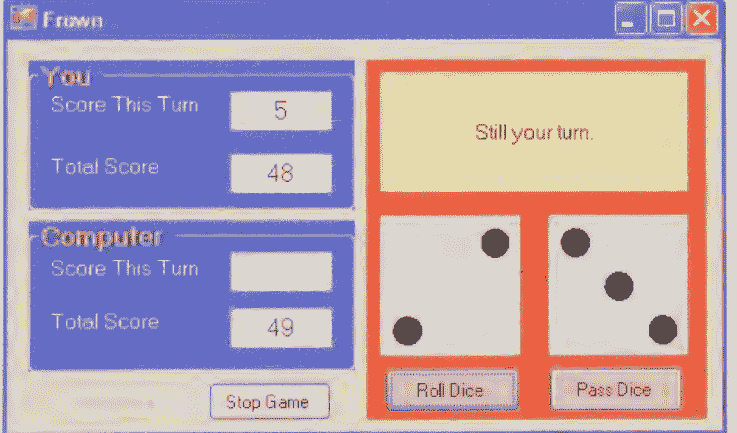 Frown
You
Score This Turn 5
Total Score 48
Computer
Score This Turn
Total Score 49
Stop Game
Still your turn.
Roll Dice
Pass Dice